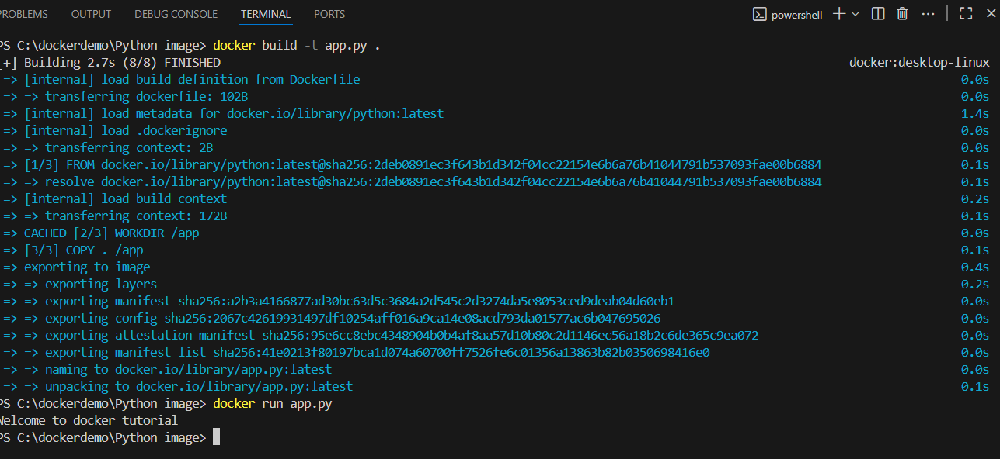 PROBLEMS OUTPUT DEBUG CONSOLE TERMINAL PORTS powershell
PS C:\dockerdemo\Python image> docker build -t app.py .
[+] Building 2.7s (8/8) FINISHED docker:desktop-linux
=> [internal] load build definition from Dockerfile 0.0s
=> => transferring dockerfile: 102B 0.0s
=> [internal] load metadata for docker.io/library/python:latest 1.4s
=> [internal] load .dockerignore 0.0s
=> => transferring context: 2B 0.0s
=> [1/3] FROM docker.io/library/python:latest@sha256:2deb0891ec3f643b1d342f04cc22154e6b6a76b41044791b537093fae00b6884 0.1s
=> => resolve docker.io/library/python:latest@sha256:2deb0891ec3f643b1d342f04cc22154e6b6a76b41044791b537093fae00b6884 0.1s
=> [internal] load build context 0.2s
=> => transferring context: 172B 0.1s
=> CACHED [2/3] WORKDIR /app 0.0s
=> [3/3] COPY . /app 0.1s
=> exporting to image 0.4s
=> => exporting layers 0.2s
=> => exporting manifest sha256:a2b3a4166877ad30bc63d5c3684a2d545c2d3274da5e8053ced9deab04d60eb1 0.0s
=> => exporting config sha256:2067c42619931497df10254aff016a9ca14e08acd793da01577ac6b047695026 0.0s
=> => exporting attestation manifest sha256:95e6cc8ebc4348904b0b4af8aa57d10b80c2d1146ec56a18b2c6de365c9ea072 0.0s
=> => exporting manifest list sha256:41e0213f80197bca1d074a60700ff7526fe6c01356a13863b82b0350698416e0 0.0s
=> => naming to docker.io/library/app.py:latest 0.0s
=> => unpacking to docker.io/library/app.py:latest 0.1s
PS C:\dockerdemo\Python image> docker run app.py
Welcome to docker tutorial
PS C:\dockerdemo\Python image>